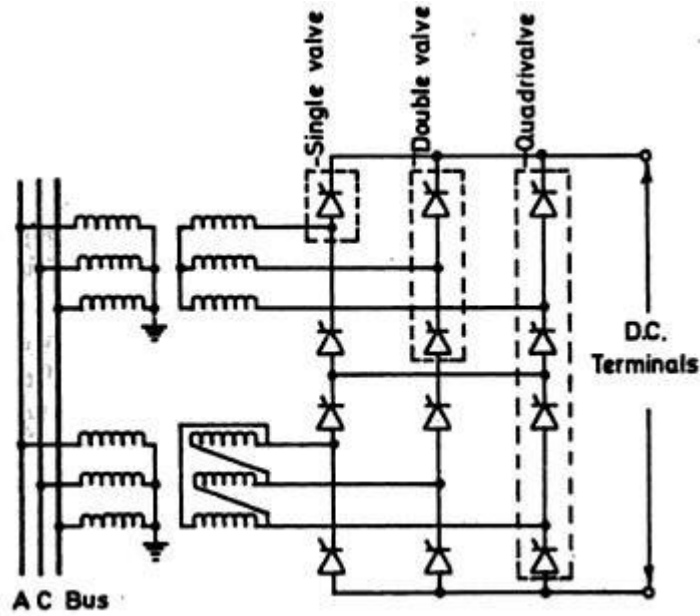 Single valve
Double valve
Quadrivalve
D.C.
Terminals
A C Bus